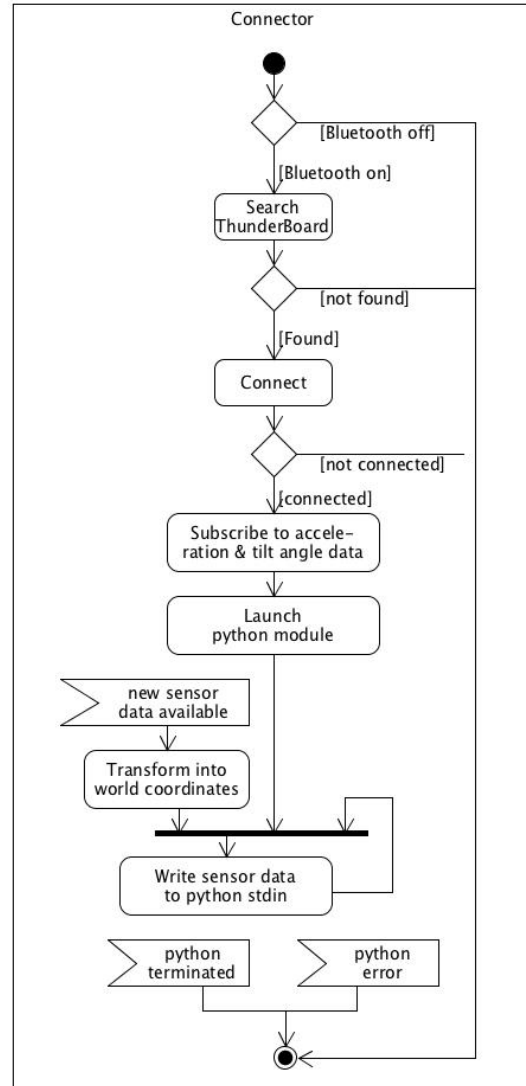 Connector
[Bluetooth off]
[Bluetooth on]
Search
ThunderBoard
[not found]
[Found]
Connect
[not connected]
[connected]
Subscribe to accele-
ration & tilt angle data
Launch
python module
new sensor
data available
Transform into
world coordinates
Write sensor data
to python stdin
python
terminated
python
error